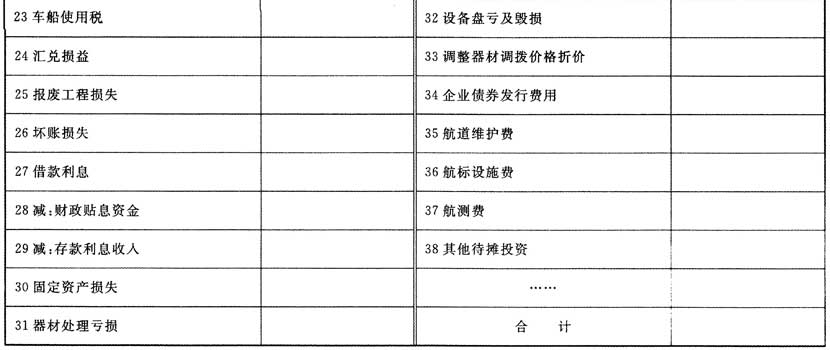 23 车船使用税
24 汇兑损益
25 报废工程损失
26 坏账损失
27 借款利息
28 减:财政贴息资金
29 减:存款利息收人
30 固定资产损失
31 器材处理亏损
32 设备盘亏及毁损
33 调整器材调拨价格折价
34 企业债券发行费用
35 航道维护费
36 航标设施费
37 航测费
38 其他待摊投资
……
合 计